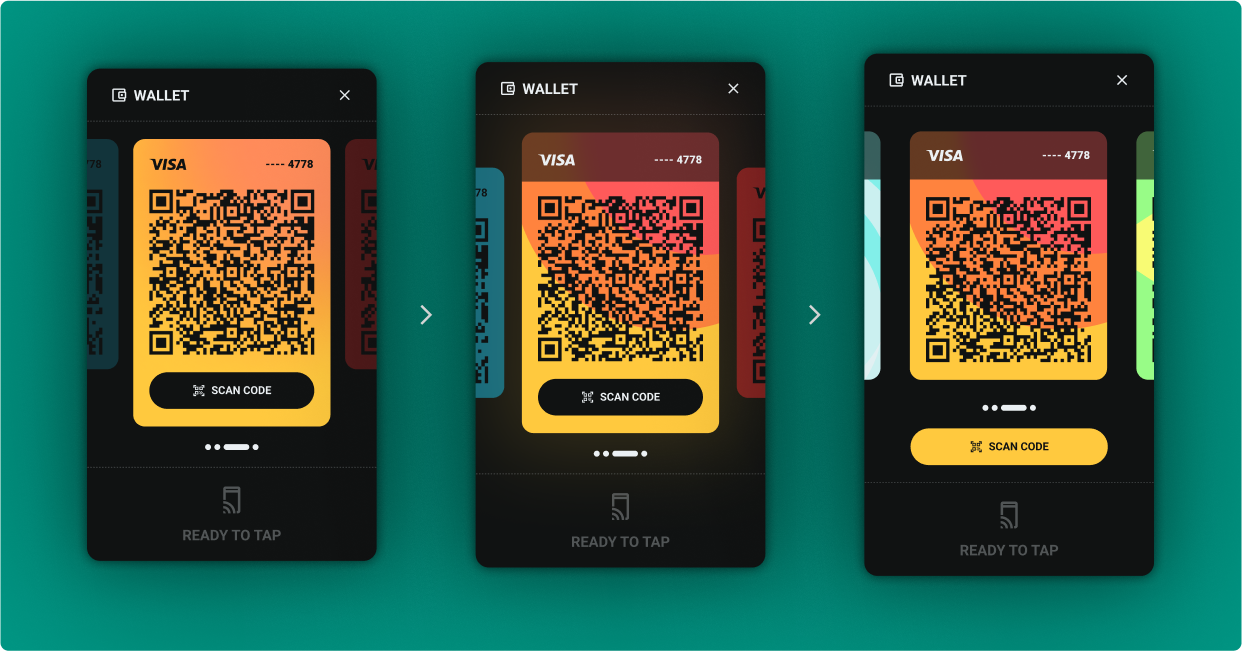 WALLET
VISA ---- 4778
SCAN CODE
READY TO TAP
WALLET
78
VISA ---- 4778
SCAN CODE
READY TO TAP
WALLET
VISA ---- 4778
SCAN CODE
READY TO TAP